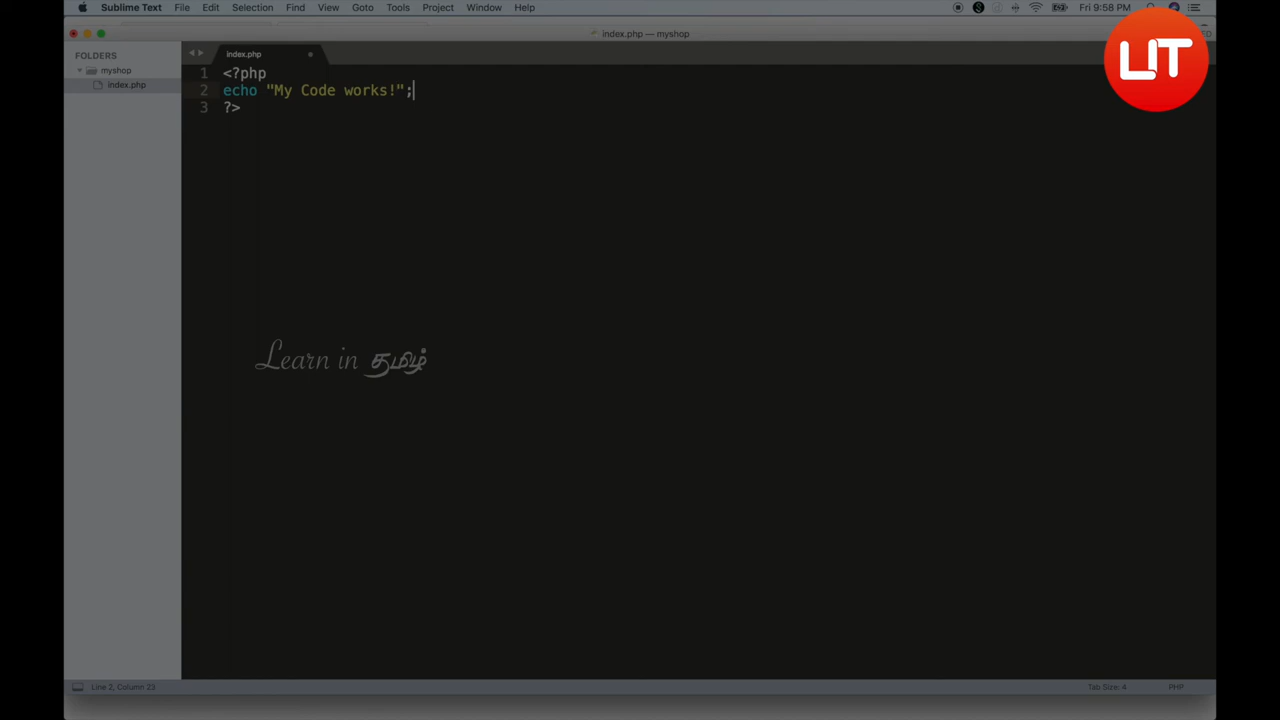 Sublime Text File Edit Selection Find View Goto Tools Project Window Help Fri 9:58 PM
index.php — myshop
LIT
FOLDERS
myshop
index.php
index.php
1 <?php
2 echo "My Code works!";
3 ?>
Learn in தமிழ்
Line 2, Column 23 Tab Size: 4 PHP